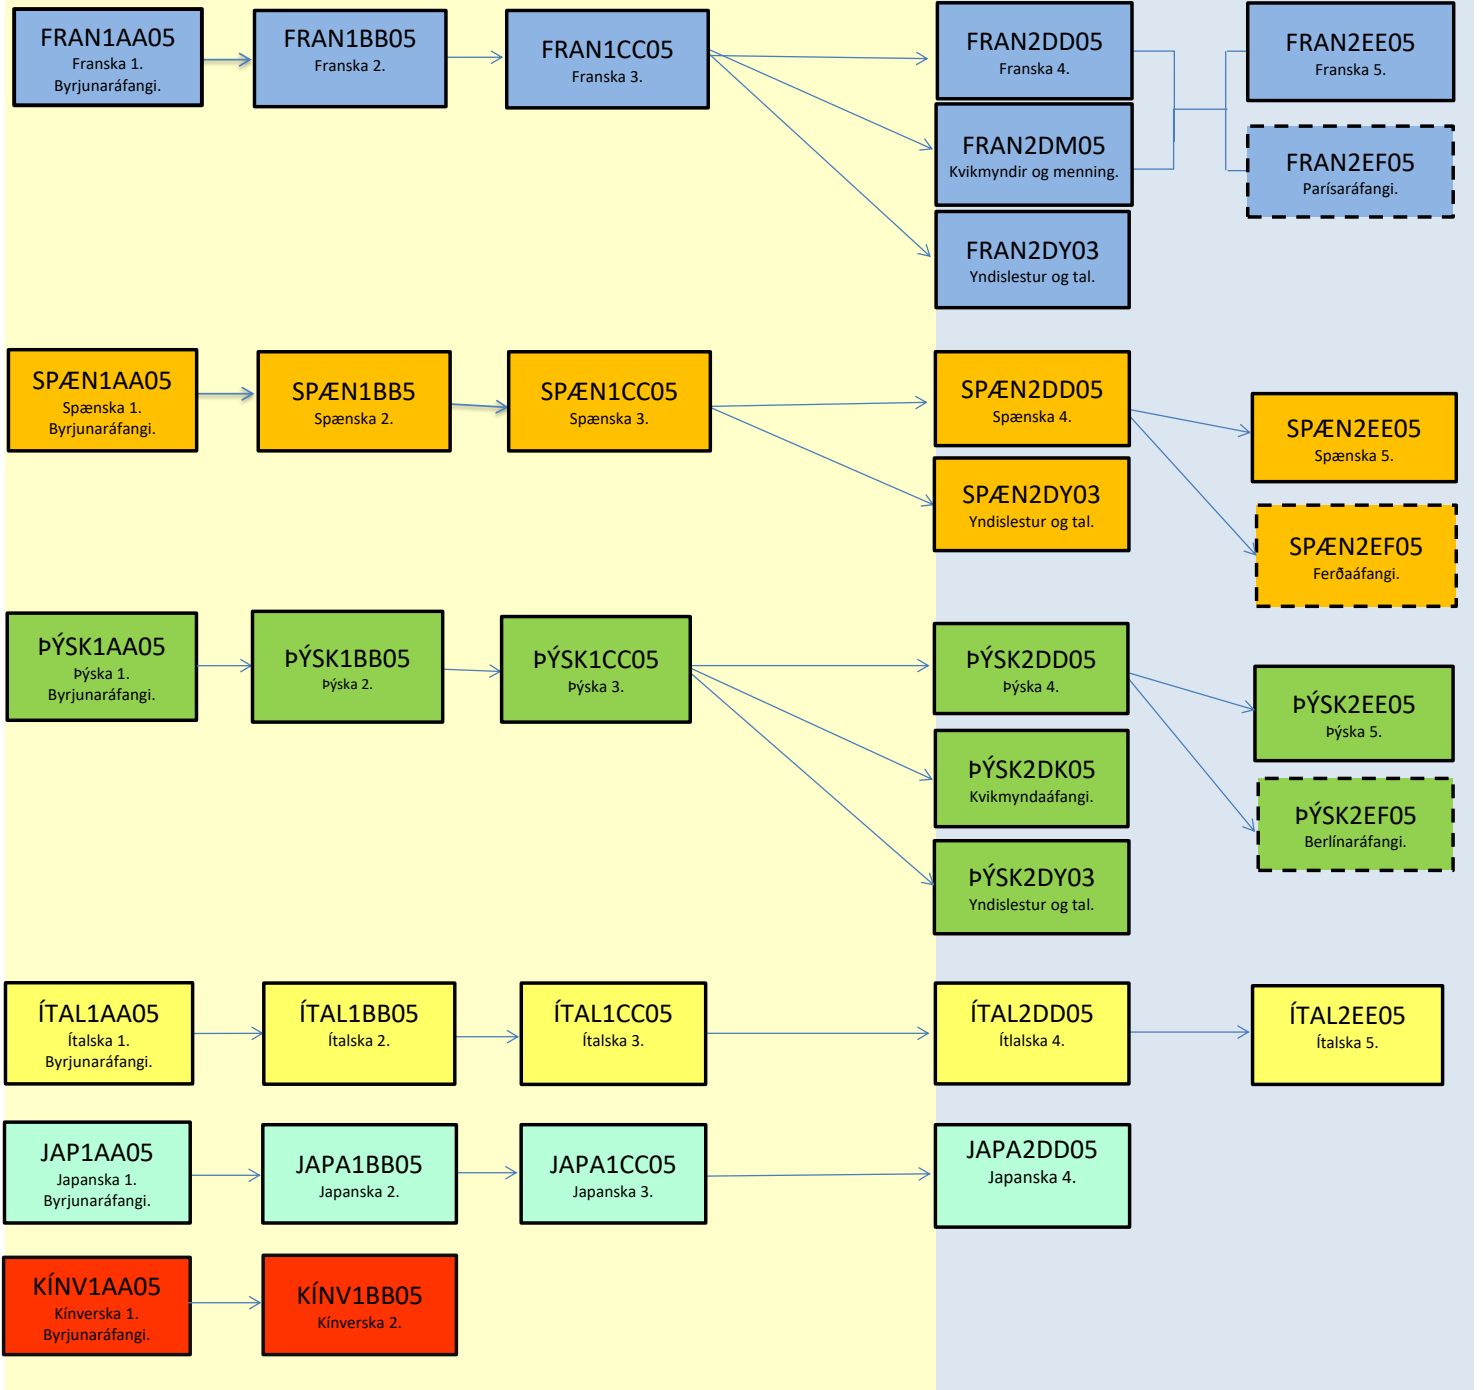 FRAN1AA05
Franska 1.
Byrjunaráfangi.
FRAN1BB05
Franska 2.
FRAN1CC05
Franska 3.
FRAN2DD05
Franska 4.
FRAN2EE05
Franska 5.
FRAN2DM05
Kvikmyndir og menning.
FRAN2EF05
Parísaráfangi.
FRAN2DY03
Yndislestur og tal.
SPÆN1AA05
Spænska 1.
Byrjunaráfangi.
SPÆN1BB5
Spænska 2.
SPÆN1CC05
Spænska 3.
SPÆN2DD05
Spænska 4.
SPÆN2EE05
Spænska 5.
SPÆN2DY03
Yndislestur og tal.
SPÆN2EF05
Ferðaáfangi.
ÞÝSK1AA05
Þýska 1.
Byrjunaráfangi.
ÞÝSK1BB05
Þýska 2.
ÞÝSK1CC05
Þýska 3.
ÞÝSK2DD05
Þýska 4.
ÞÝSK2EE05
Þýska 5.
ÞÝSK2DK05
Kvikmyndaáfangi.
ÞÝSK2EF05
Berlínaráfangi.
ÞÝSK2DY03
Yndislestur og tal.
ÍTAL1AA05
Ítalska 1.
Byrjunaráfangi.
ÍTAL1BB05
Ítalska 2.
ÍTAL1CC05
Ítalska 3.
ÍTAL2DD05
Ítlalska 4.
ÍTAL2EE05
Ítalska 5.
JAP1AA05
Japanska 1.
Byrjunaráfangi.
JAPA1BB05
Japanska 2.
JAPA1CC05
Japanska 3.
JAPA2DD05
Japanska 4.
KÍNV1AA05
Kínverska 1.
Byrjunaráfangi.
KÍNV1BB05
Kínverska 2.